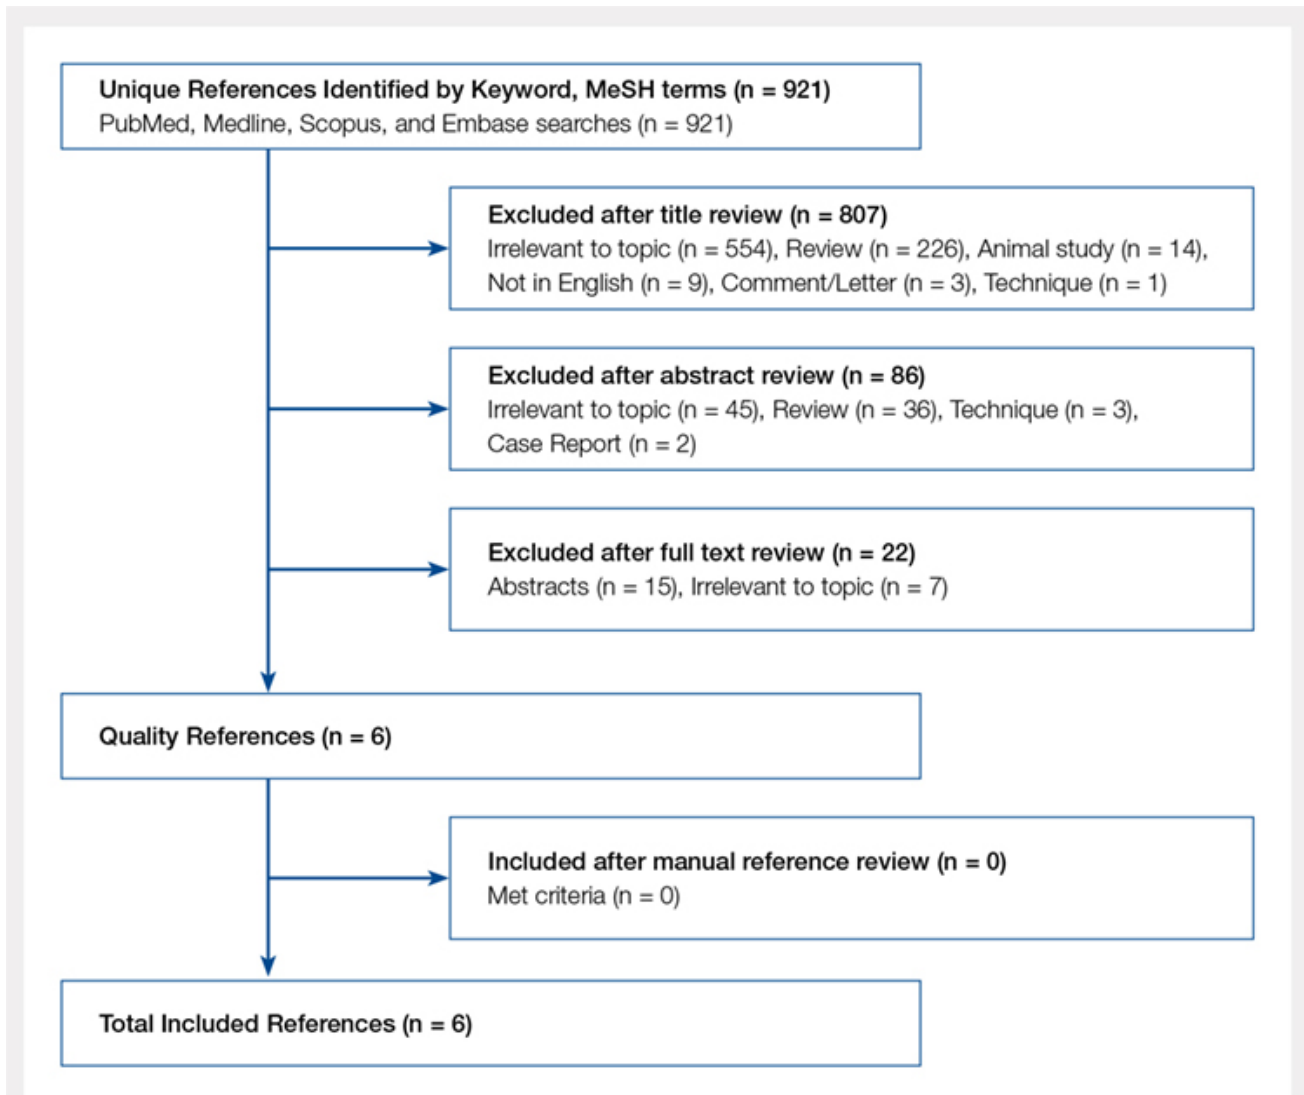 Unique References Identified by Keyword, MeSH terms (n = 921)
PubMed, Medline, Scopus, and Embase searches (n = 921)
Excluded after title review (n = 807)
Irrelevant to topic (n = 554), Review (n = 226), Animal study (n = 14),
Not in English (n = 9), Comment/Letter (n = 3), Technique (n = 1)
Excluded after abstract review (n = 86)
Irrelevant to topic (n = 45), Review (n = 36), Technique (n = 3),
Case Report (n = 2)
Excluded after full text review (n = 22)
Abstracts (n = 15), Irrelevant to topic (n = 7)
Quality References (n = 6)
Included after manual reference review (n = 0)
Met criteria (n = 0)
Total Included References (n = 6)